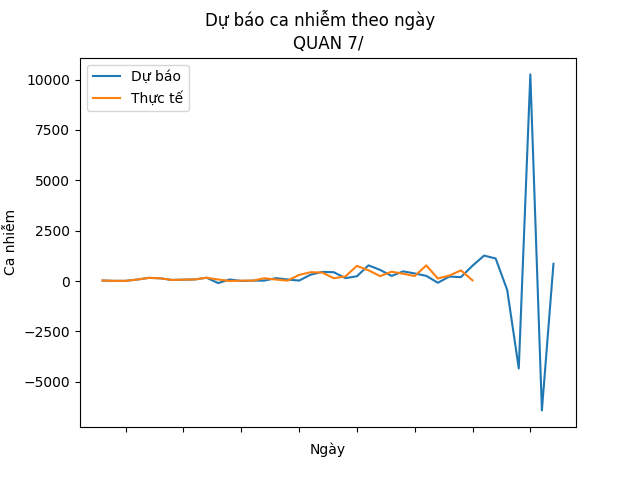 Dự báo ca nhiễm theo ngày
QUAN 7/
Dự báo
Thực tế
10000
7500
5000
2500
0
−2500
−5000
Ca nhiễm
Ngày